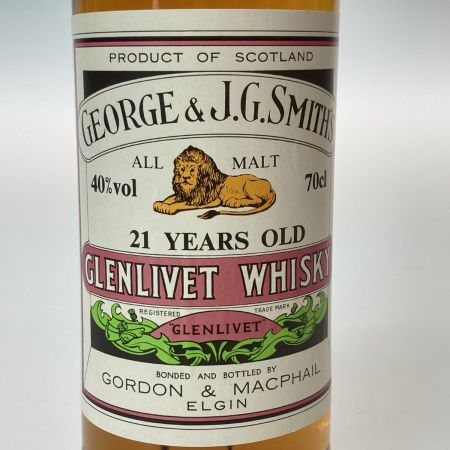 PRODUCT OF SCOTLAND
GEORGE & J.G. SMITH'S
ALL MALT
40%vol 70cl
21 YEARS OLD
GLENLIVET WHISKY
REGISTERED TRADE MARK
"GLENLIVET"
BONDED AND BOTTLED BY
GORDON & MACPHAIL
ELGIN